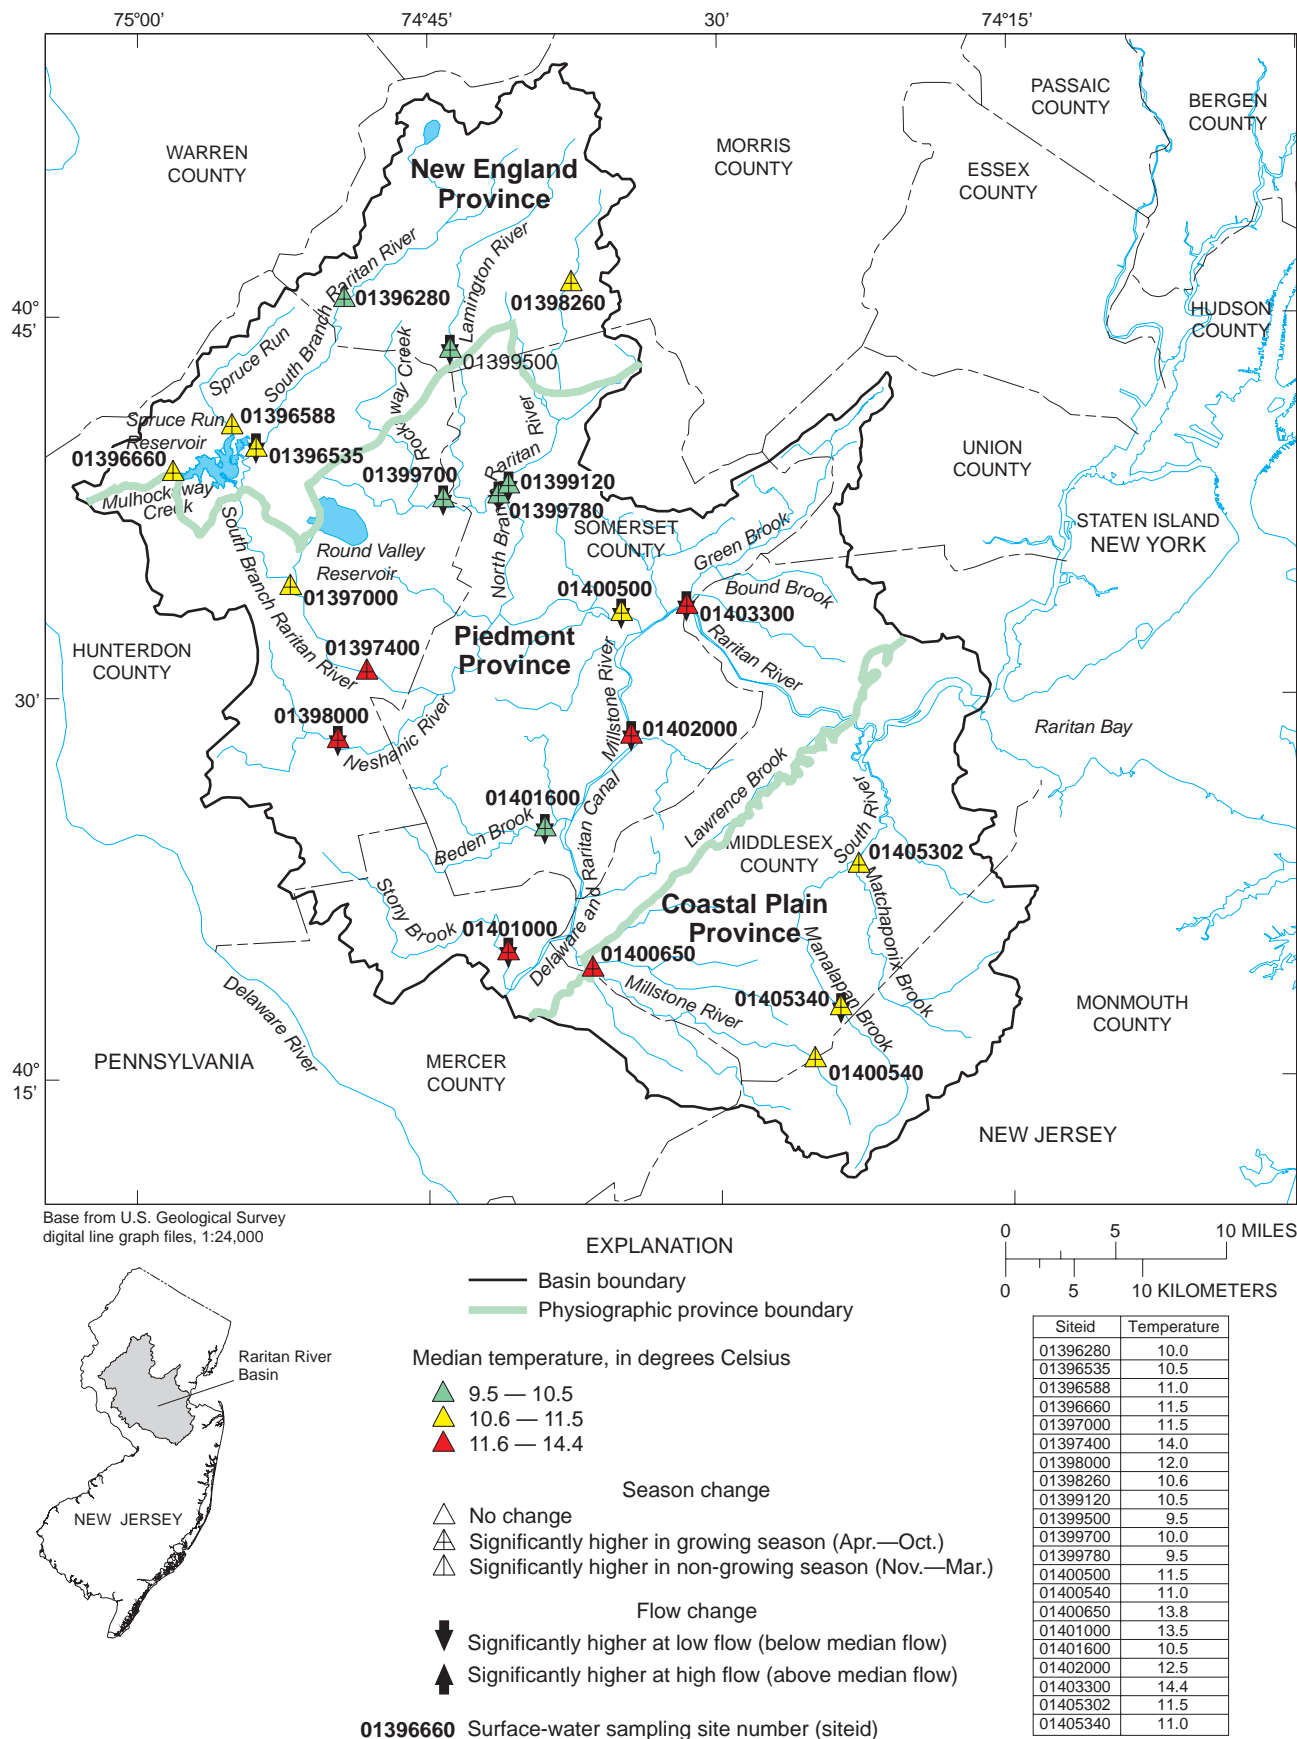 75°00'
74°45'
30'
74°15'
PASSAIC
COUNTY
BERGEN
COUNTY
WARREN
COUNTY
MORRIS
COUNTY
ESSEX
COUNTY
New England
Province
South Branch Raritan River
Lamington River
01396280
01398260
40°
45'
HUDSON
COUNTY
Spruce Run
Rockaway Creek
01399500
Spruce Run
Reservoir
01396588
01396535
01396660
Mulhockaway
Creek
01399700
North Branch Raritan River
01399120
01399780
SOMERSET
COUNTY
UNION
COUNTY
STATEN ISLAND
NEW YORK
Green Brook
Bound Brook
Round Valley
Reservoir
01397000
South Branch Raritan River
01400500
01403300
Raritan River
HUNTERDON
COUNTY
Piedmont
Province
01397400
Millstone River
30'
01398000
Neshanic River
01402000
Raritan Bay
01401600
Beden Brook
Delaware and Raritan Canal
Lawrence Brook
MIDDLESEX
COUNTY
South River
01405302
Matchaponix Brook
Stony Brook
01401000
Coastal Plain
Province
01400650
Manalapan Brook
Millstone River
01405340
Delaware River
MONMOUTH
COUNTY
PENNSYLVANIA
MERCER
COUNTY
01400540
40°
15'
NEW JERSEY
Base from U.S. Geological Survey
digital line graph files, 1:24,000
0 5 10 MILES
0 5 10 KILOMETERS
EXPLANATION
Basin boundary
Physiographic province boundary
Median temperature, in degrees Celsius
9.5 — 10.5
10.6 — 11.5
11.6 — 14.4
Season change
No change
Significantly higher in growing season (Apr.—Oct.)
Significantly higher in non-growing season (Nov.—Mar.)
Flow change
Significantly higher at low flow (below median flow)
Significantly higher at high flow (above median flow)
01396660 Surface-water sampling site number (siteid)
Raritan River
Basin
NEW JERSEY
Siteid Temperature
01396280 10.0
01396535 10.5
01396588 11.0
01396660 11.5
01397000 11.5
01397400 14.0
01398000 12.0
01398260 10.6
01399120 10.5
01399500 9.5
01399700 10.0
01399780 9.5
01400500 11.5
01400540 11.0
01400650 13.8
01401000 13.5
01401600 10.5
01402000 12.5
01403300 14.4
01405302 11.5
01405340 11.0